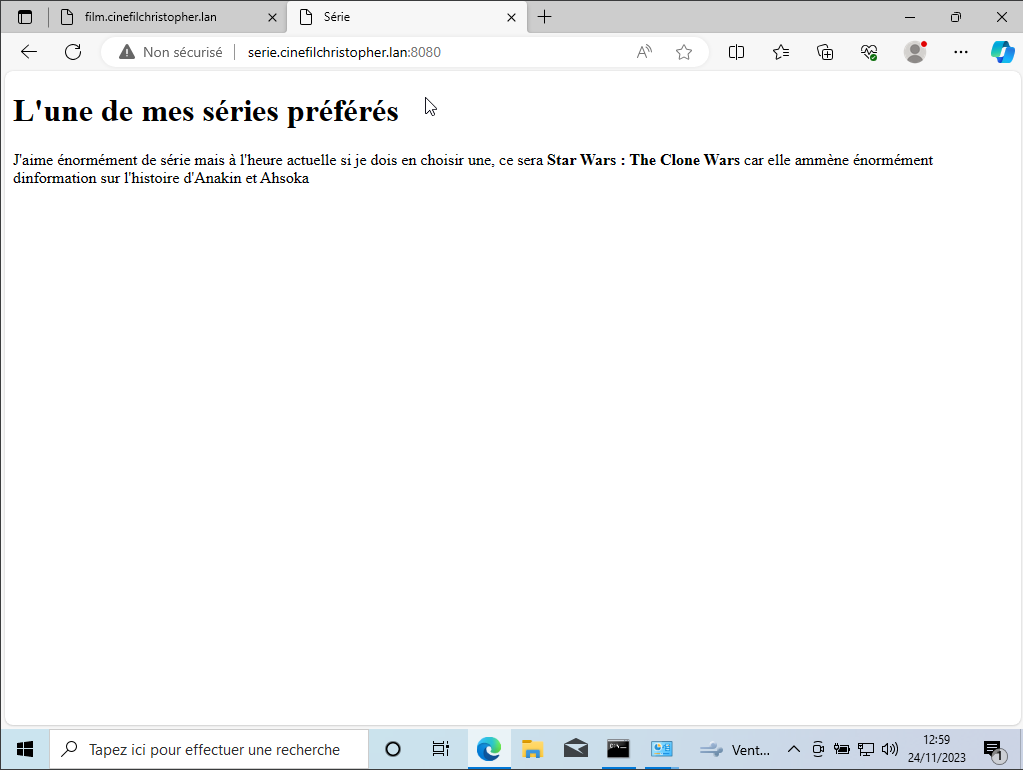 film.cinefilchristopher.lan
Série
Non sécurisé
serie.cinefilchristopher.lan:8080
L'une de mes séries préférés
J'aime énormément de série mais à l'heure actuelle si je dois en choisir une, ce sera Star Wars : The Clone Wars car elle ammène énormément
dinformation sur l'histoire d'Anakin et Ahsoka
Tapez ici pour effectuer une recherche
Vent...
12:59
24/11/2023
1